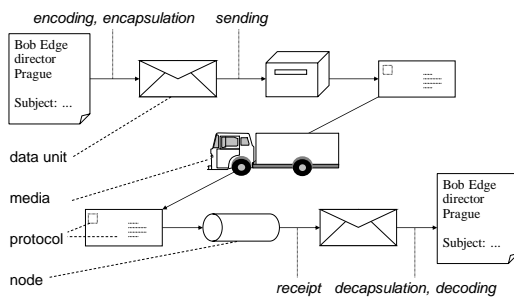 encoding, encapsulation
sending
Bob Edge
director
Prague
Subject: ...
data unit
media
protocol
node
Bob Edge
director
Prague
Subject: ...
receipt
decapsulation, decoding